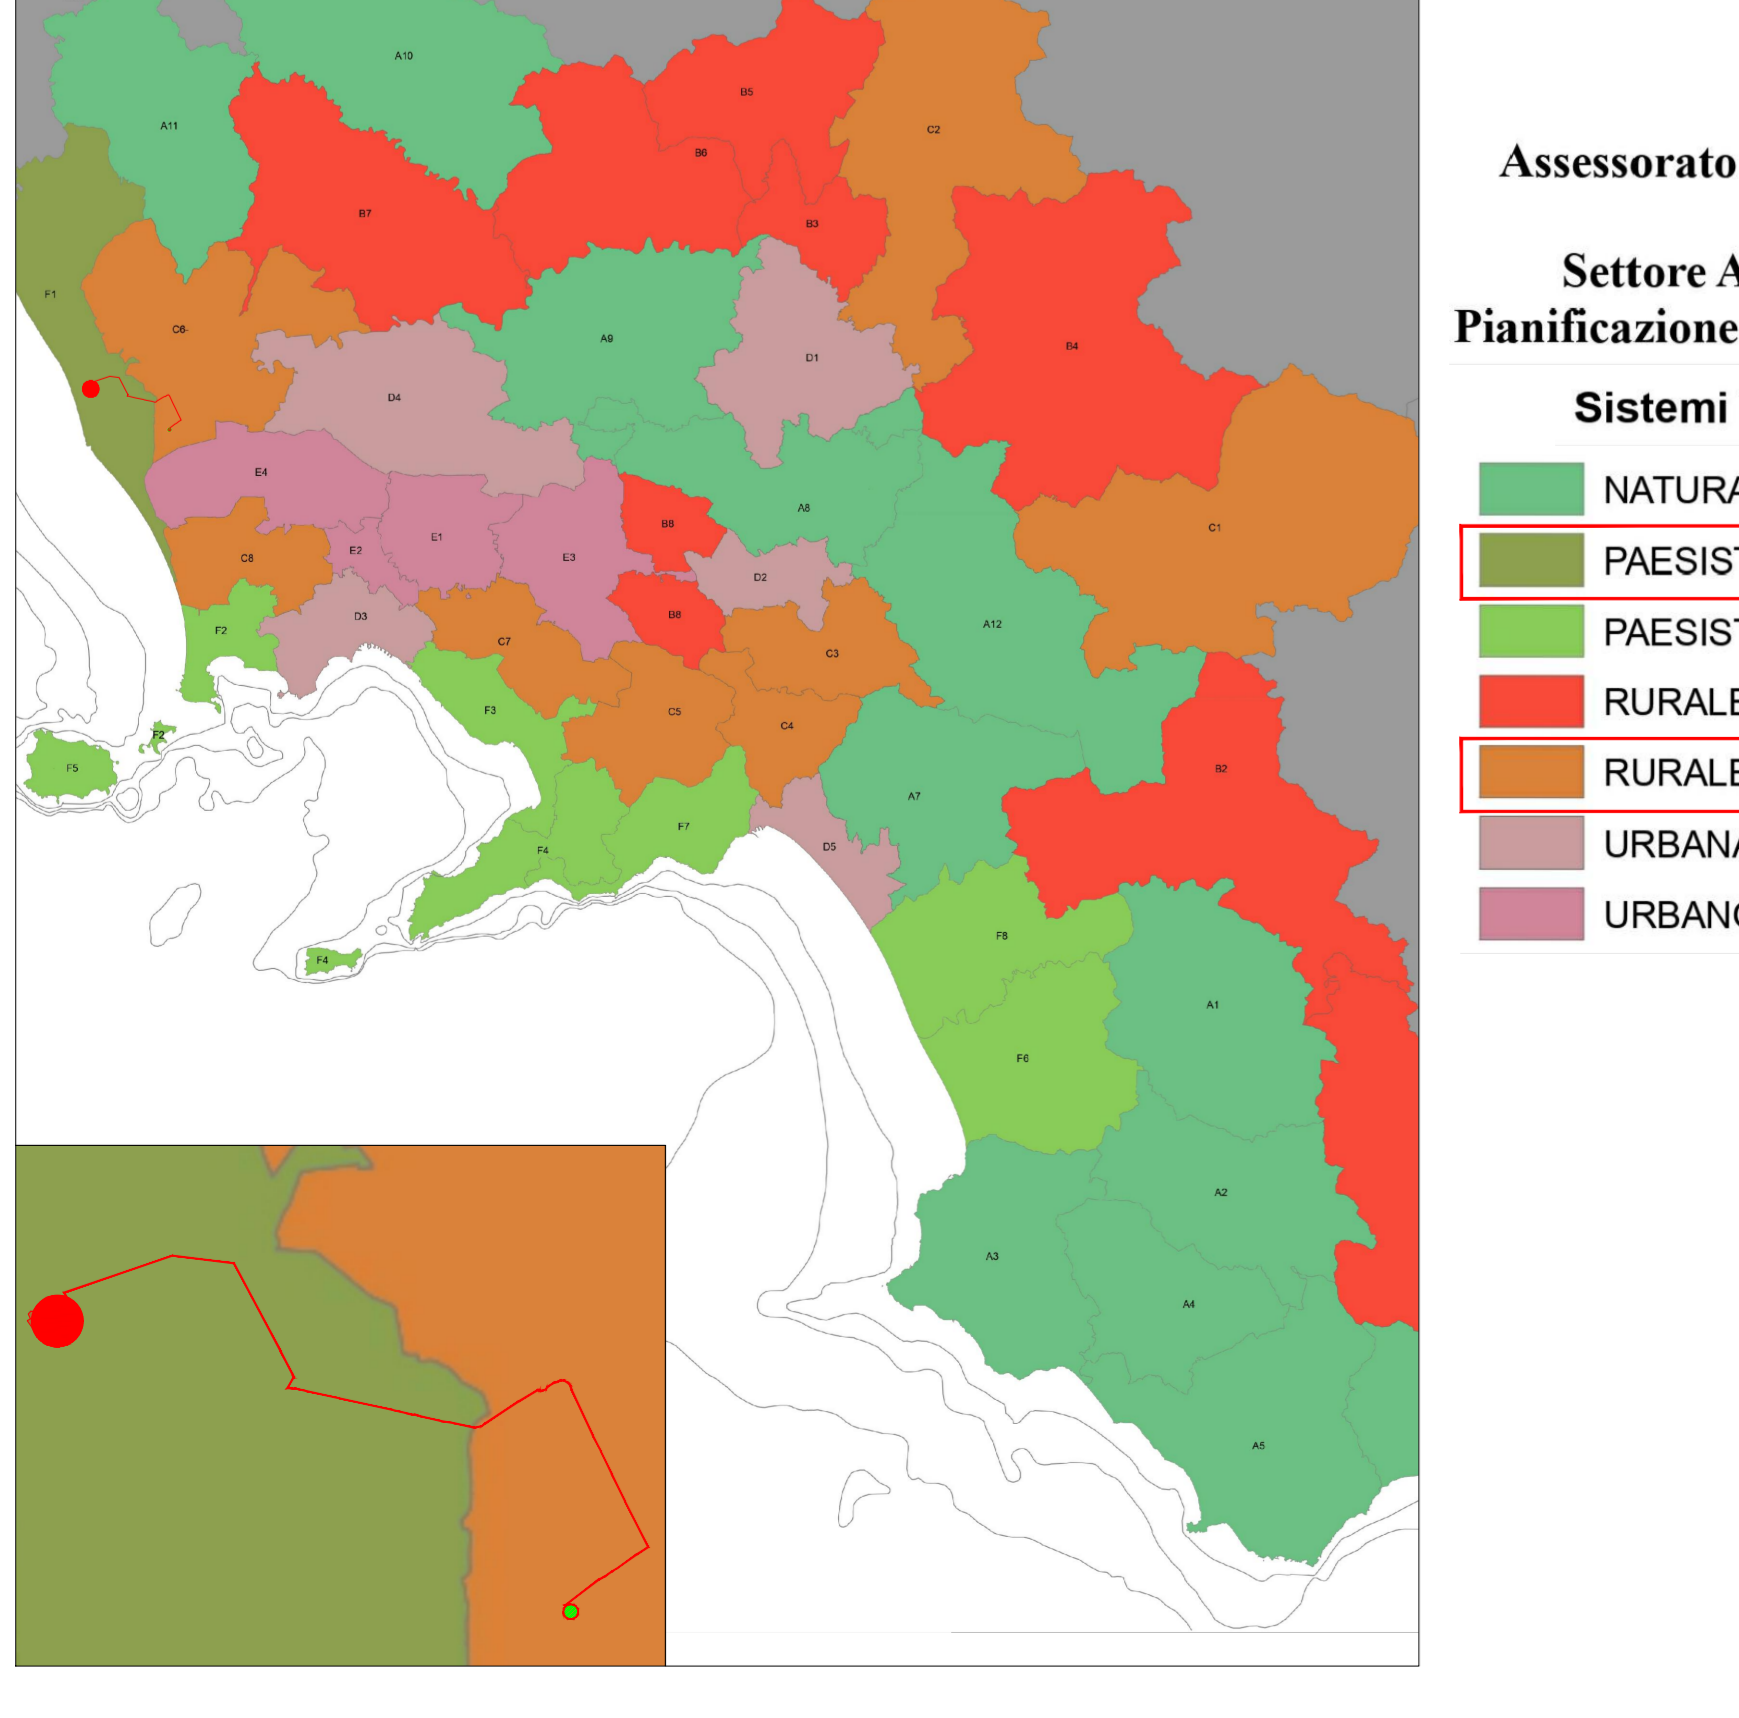 A10
B5
A11
C2
B6
B7
B3
F1
C6-
A9
B4
D1
D4
E4
A8
B8
C1
E1
E2
C8
E3
D2
B8
D3
A12
F2
C7
C3
F3
C5
C4
F2
F5
B2
A7
F7
D5
F4
F8
F4
A1
F6
A2
A3
A4
A5
Assessorato
Settore A
Pianificazione
Sistemi
NATURA
PAESIST
PAESIST
RURALE
RURALE
URBANA
URBANO